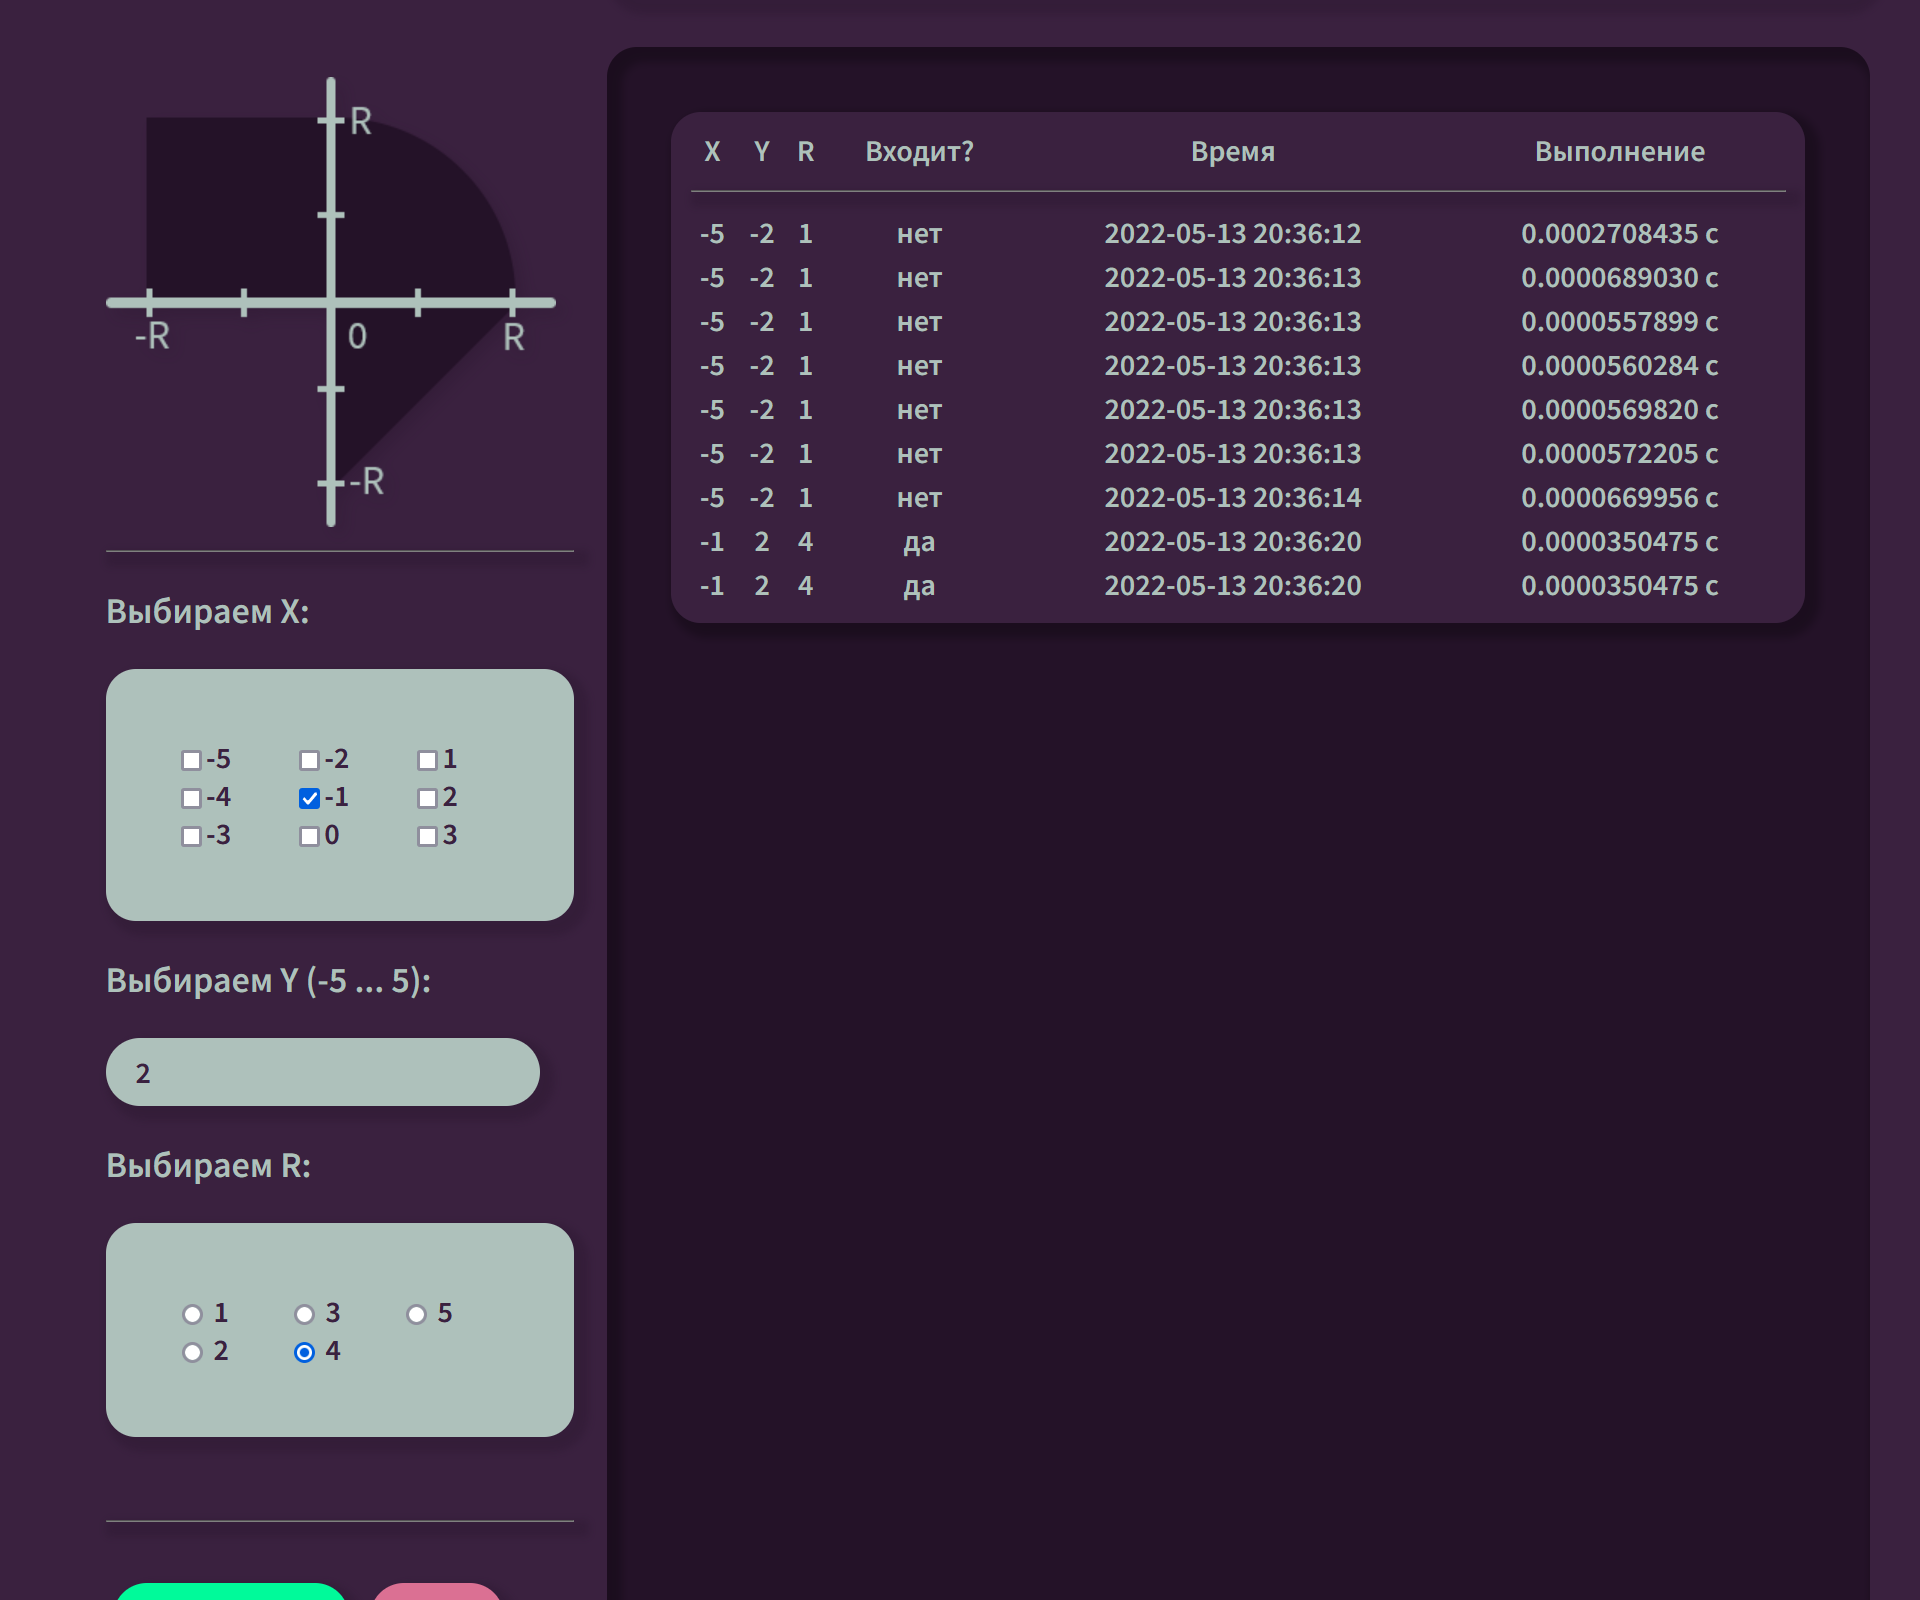 R
-R
0
R
-R
Выбираем X:
-5 -2 1
-4 -1 2
-3 0 3
Выбираем Y (-5 ... 5):
2
Выбираем R:
1 3 5
2 4
X Y R Входит? Время Выполнение
-5 -2 1 нет 2022-05-13 20:36:12 0.0002708435 с
-5 -2 1 нет 2022-05-13 20:36:13 0.0000689030 с
-5 -2 1 нет 2022-05-13 20:36:13 0.0000557899 с
-5 -2 1 нет 2022-05-13 20:36:13 0.0000560284 с
-5 -2 1 нет 2022-05-13 20:36:13 0.0000569820 с
-5 -2 1 нет 2022-05-13 20:36:13 0.0000572205 с
-5 -2 1 нет 2022-05-13 20:36:14 0.0000669956 с
-1 2 4 да 2022-05-13 20:36:20 0.0000350475 с
-1 2 4 да 2022-05-13 20:36:20 0.0000350475 с